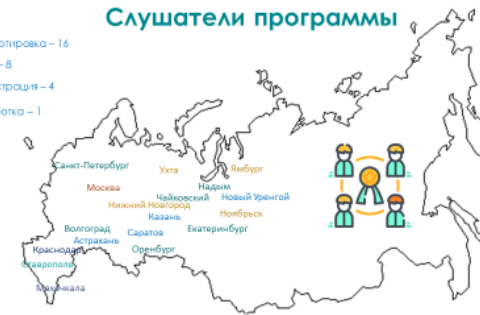 Слушатели программы
ртировка – 16
– 8
страция – 4
ботка – 1
Санкт-Петербург
Ухта
Ямбург
Москва
Надым
Чайковский
Новый Уренгой
Нижний Новгород
Казань
Ноябрьск
Волгоград
Саратов
Екатеринбург
Астрахань
Краснодар
Оренбург
Ставрополь
Махачкала